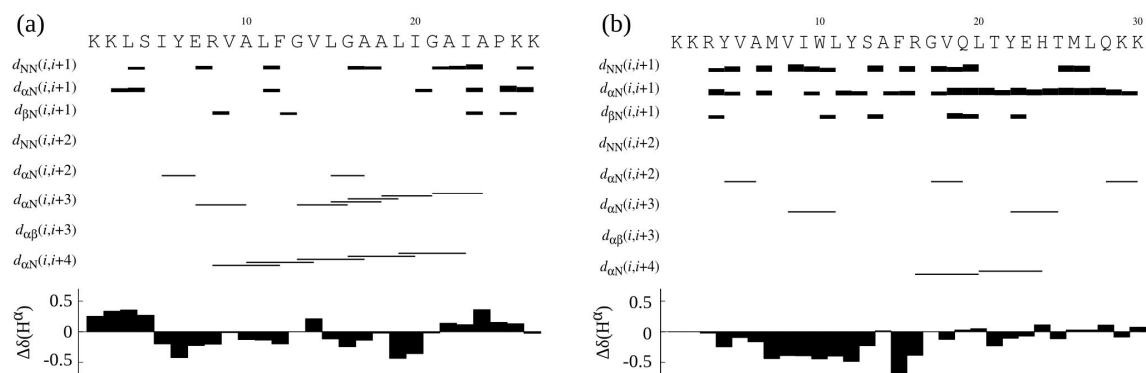 (a)
10 20
K K L S I Y E R V A L F G V L G A A L I G A I A P K K
dNN(i,i+1)
dαN(i,i+1)
dβN(i,i+1)
dNN(i,i+2)
dαN(i,i+2)
dαN(i,i+3)
dαβ(i,i+3)
dαN(i,i+4)
Δδ(Hα)
0.5
0
-0.5
(b)
10 20 30
K K R Y V A M V I W L Y S A F R G V Q L T Y E H T M L Q K K
dNN(i,i+1)
dαN(i,i+1)
dβN(i,i+1)
dNN(i,i+2)
dαN(i,i+2)
dαN(i,i+3)
dαβ(i,i+3)
dαN(i,i+4)
Δδ(Hα)
0.5
0
-0.5